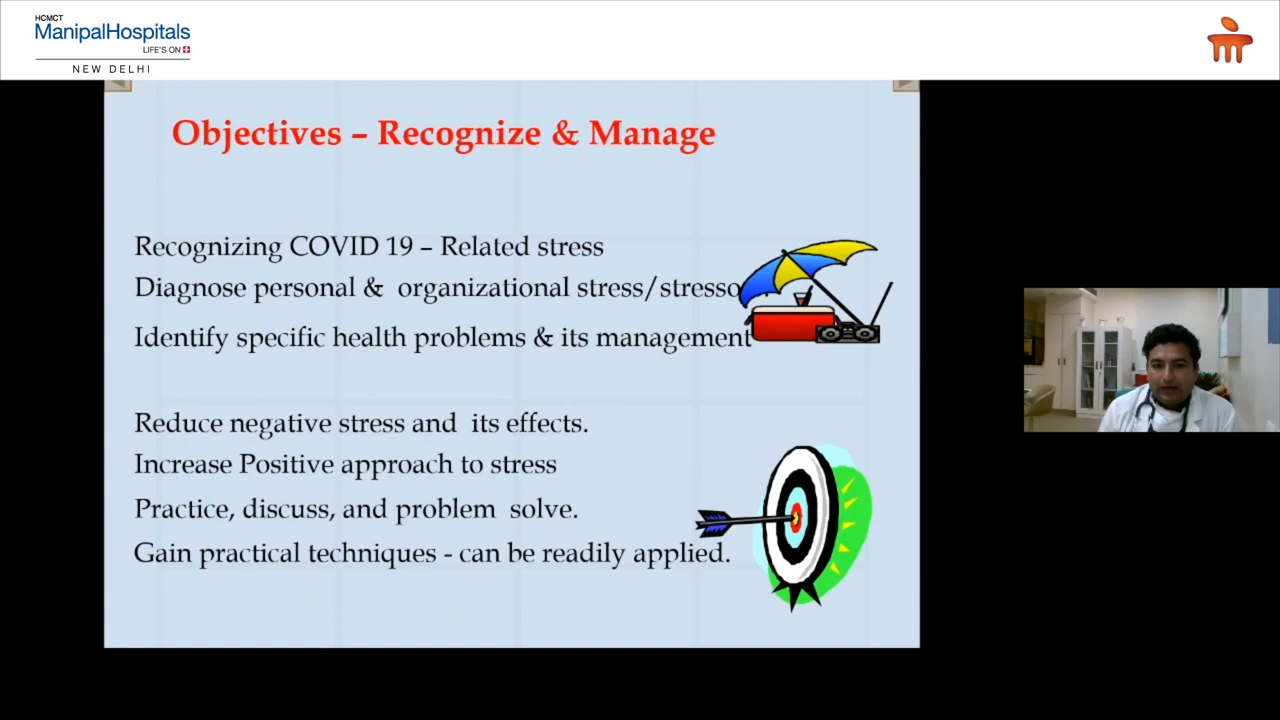 HCMCT
ManipalHospitals
LIFE'S ON
NEW DELHI
Objectives – Recognize & Manage
Recognizing COVID 19 – Related stress
Diagnose personal & organizational stress/stresso
Identify specific health problems & its management
Reduce negative stress and its effects.
Increase Positive approach to stress
Practice, discuss, and problem solve.
Gain practical techniques - can be readily applied.